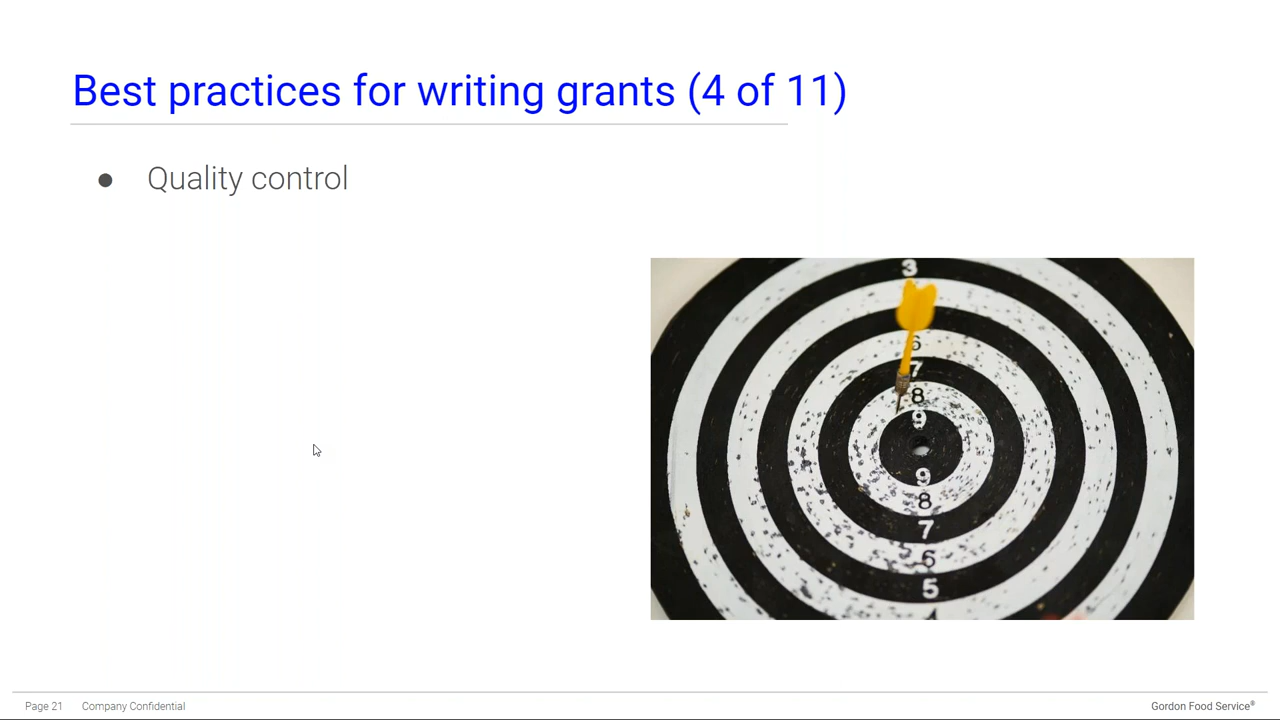 Best practices for writing grants (4 of 11)
● Quality control
3
6
7
8
9
9
8
7
6
5
Page 21 Company Confidential
Gordon Food Service®